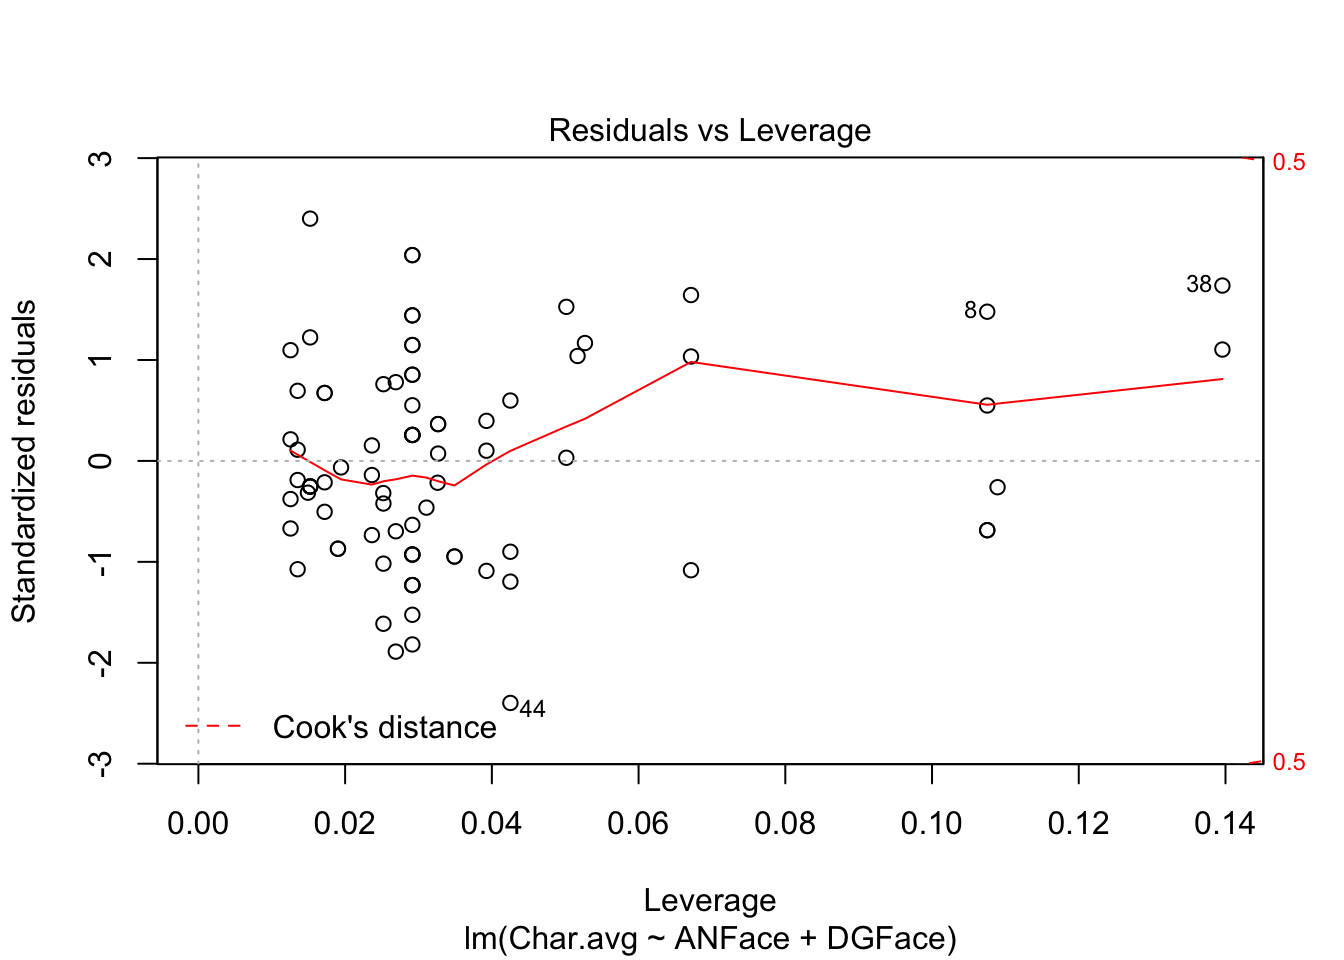 Residuals vs Leverage
Standardized residuals
3
2
1
0
-1
-2
-3
0.5
38
8
44
Cook's distance
0.5
0.00 0.02 0.04 0.06 0.08 0.10 0.12 0.14
Leverage
lm(Char.avg ~ ANFace + DGFace)